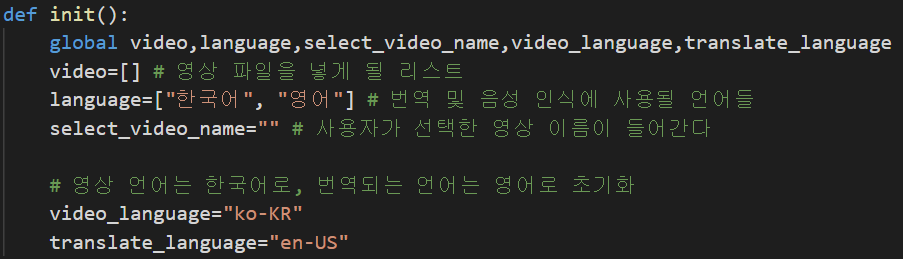 def init():
    global video,language,select_video_name,video_language,translate_language
    video=[] # 영상 파일을 넣게 될 리스트
    language=["한국어", "영어"] # 번역 및 음성 인식에 사용될 언어들
    select_video_name="" # 사용자가 선택한 영상 이름이 들어간다
    # 영상 언어는 한국어로, 번역되는 언어는 영어로 초기화
    video_language="ko-KR"
    translate_language="en-US"